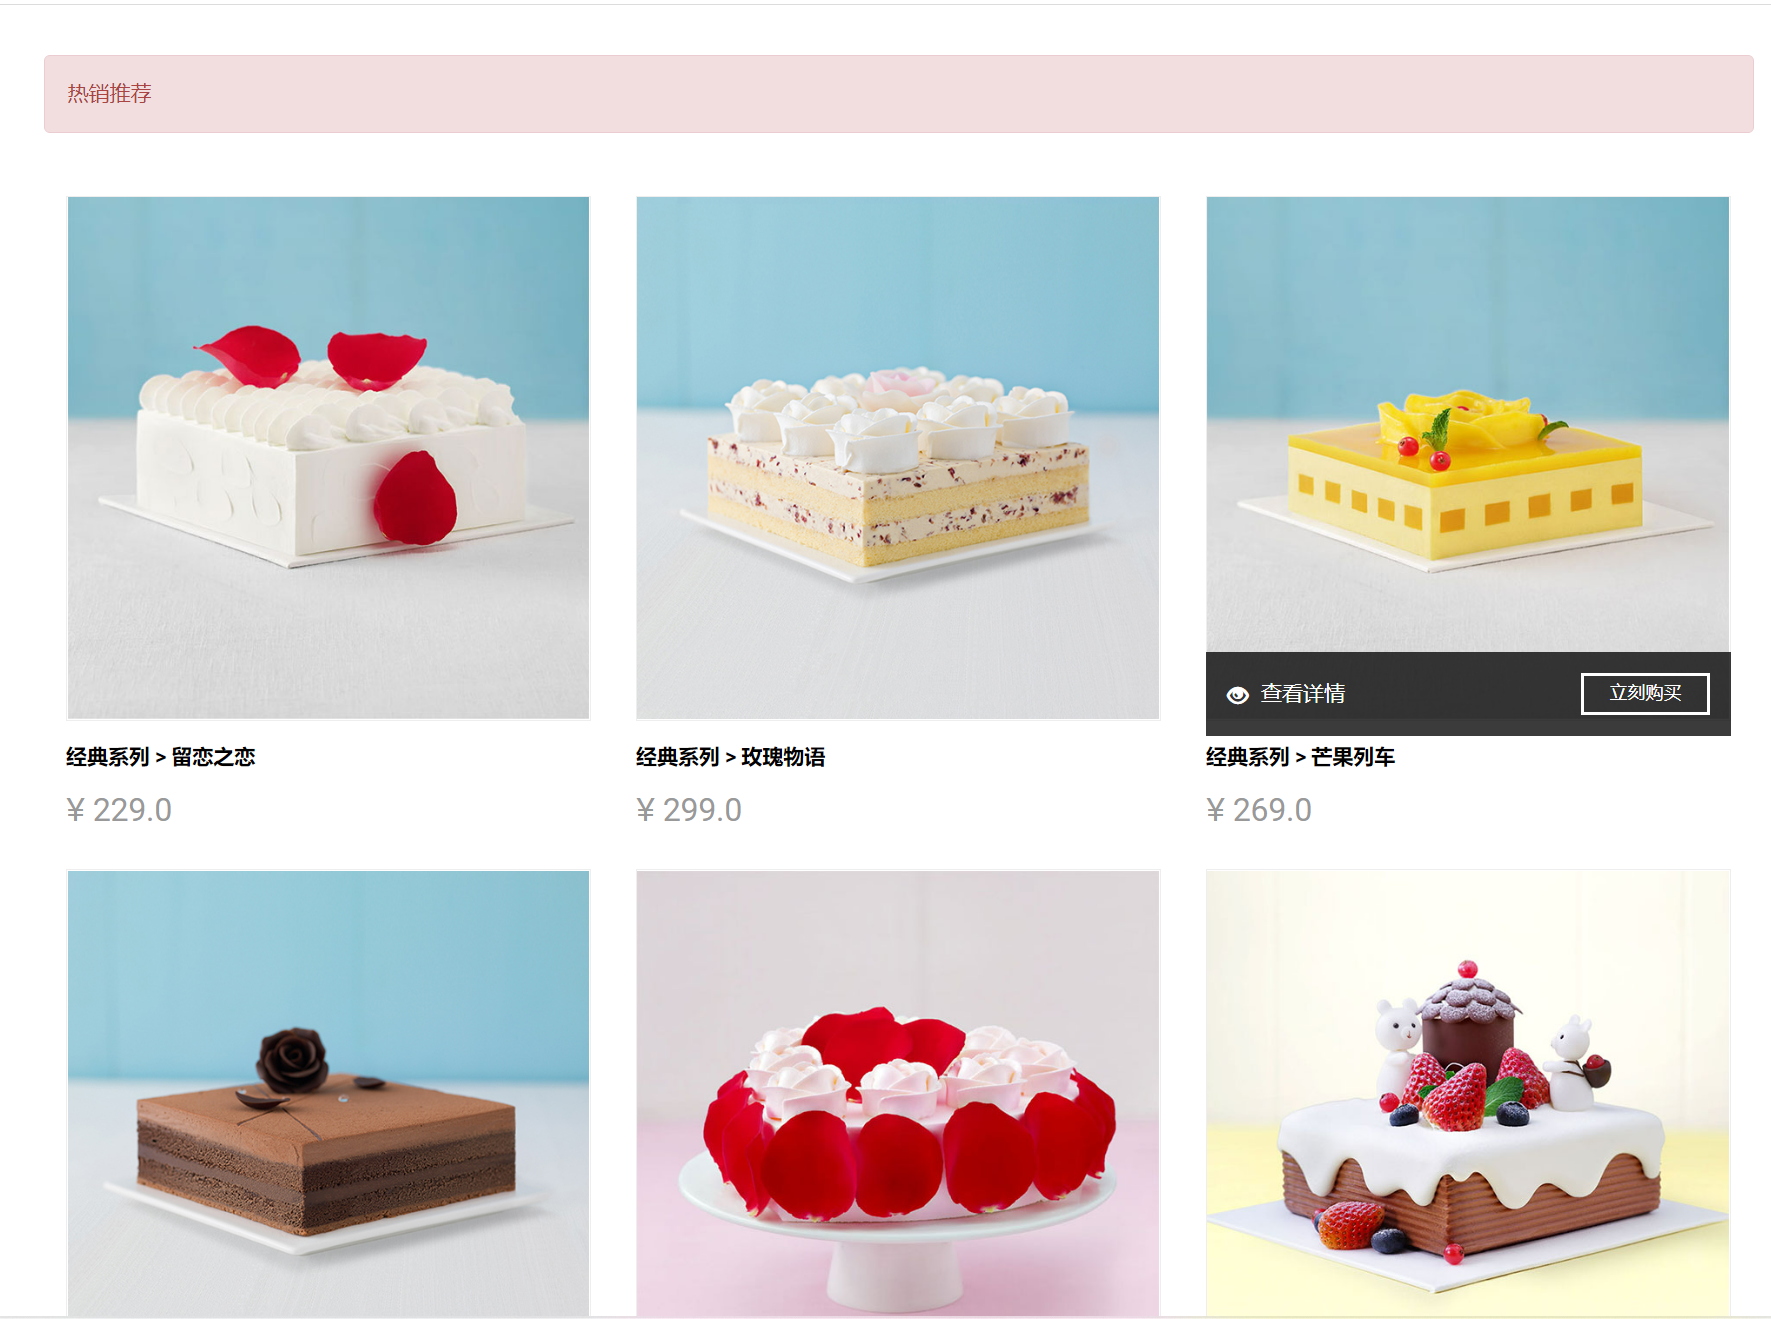 热销推荐
查看详情
立刻购买
经典系列 > 留恋之恋
经典系列 > 玫瑰物语
经典系列 > 芒果列车
¥ 229.0
¥ 299.0
¥ 269.0